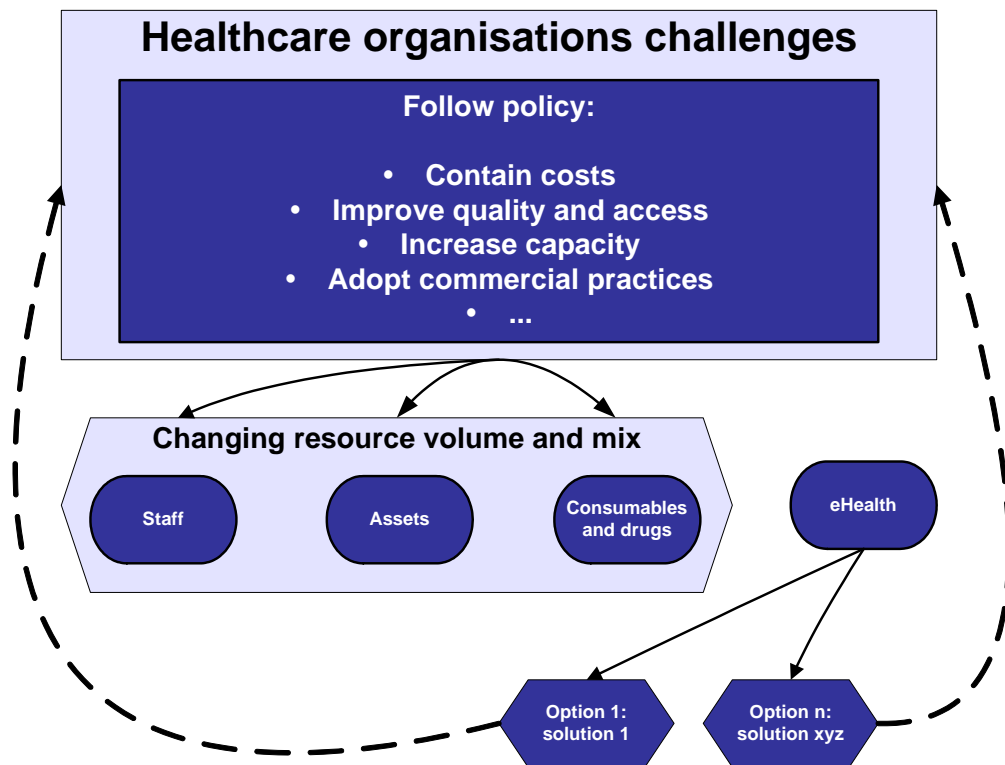 Healthcare organisations challenges
Follow policy:
• Contain costs
• Improve quality and access
• Increase capacity
• Adopt commercial practices
• ...
Changing resource volume and mix
Staff
Assets
Consumables
and drugs
eHealth
Option 1:
solution 1
Option n:
solution xyz